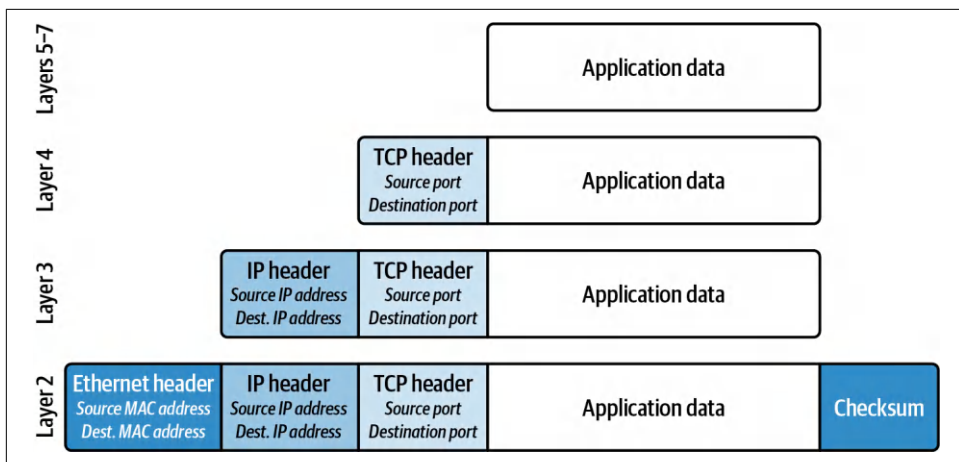 Layers 5–7
Application data
Layer 4
TCP header
Source port
Destination port
Application data
Layer 3
IP header
Source IP address
Dest. IP address
TCP header
Source port
Destination port
Application data
Layer 2
Ethernet header
Source MAC address
Dest. MAC address
IP header
Source IP address
Dest. IP address
TCP header
Source port
Destination port
Application data
Checksum